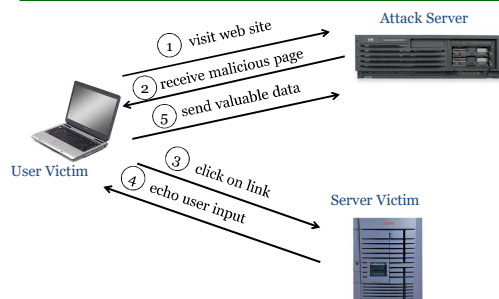 Attack Server
1 visit web site
2 receive malicious page
5 send valuable data
User Victim
3 click on link
4 echo user input
Server Victim